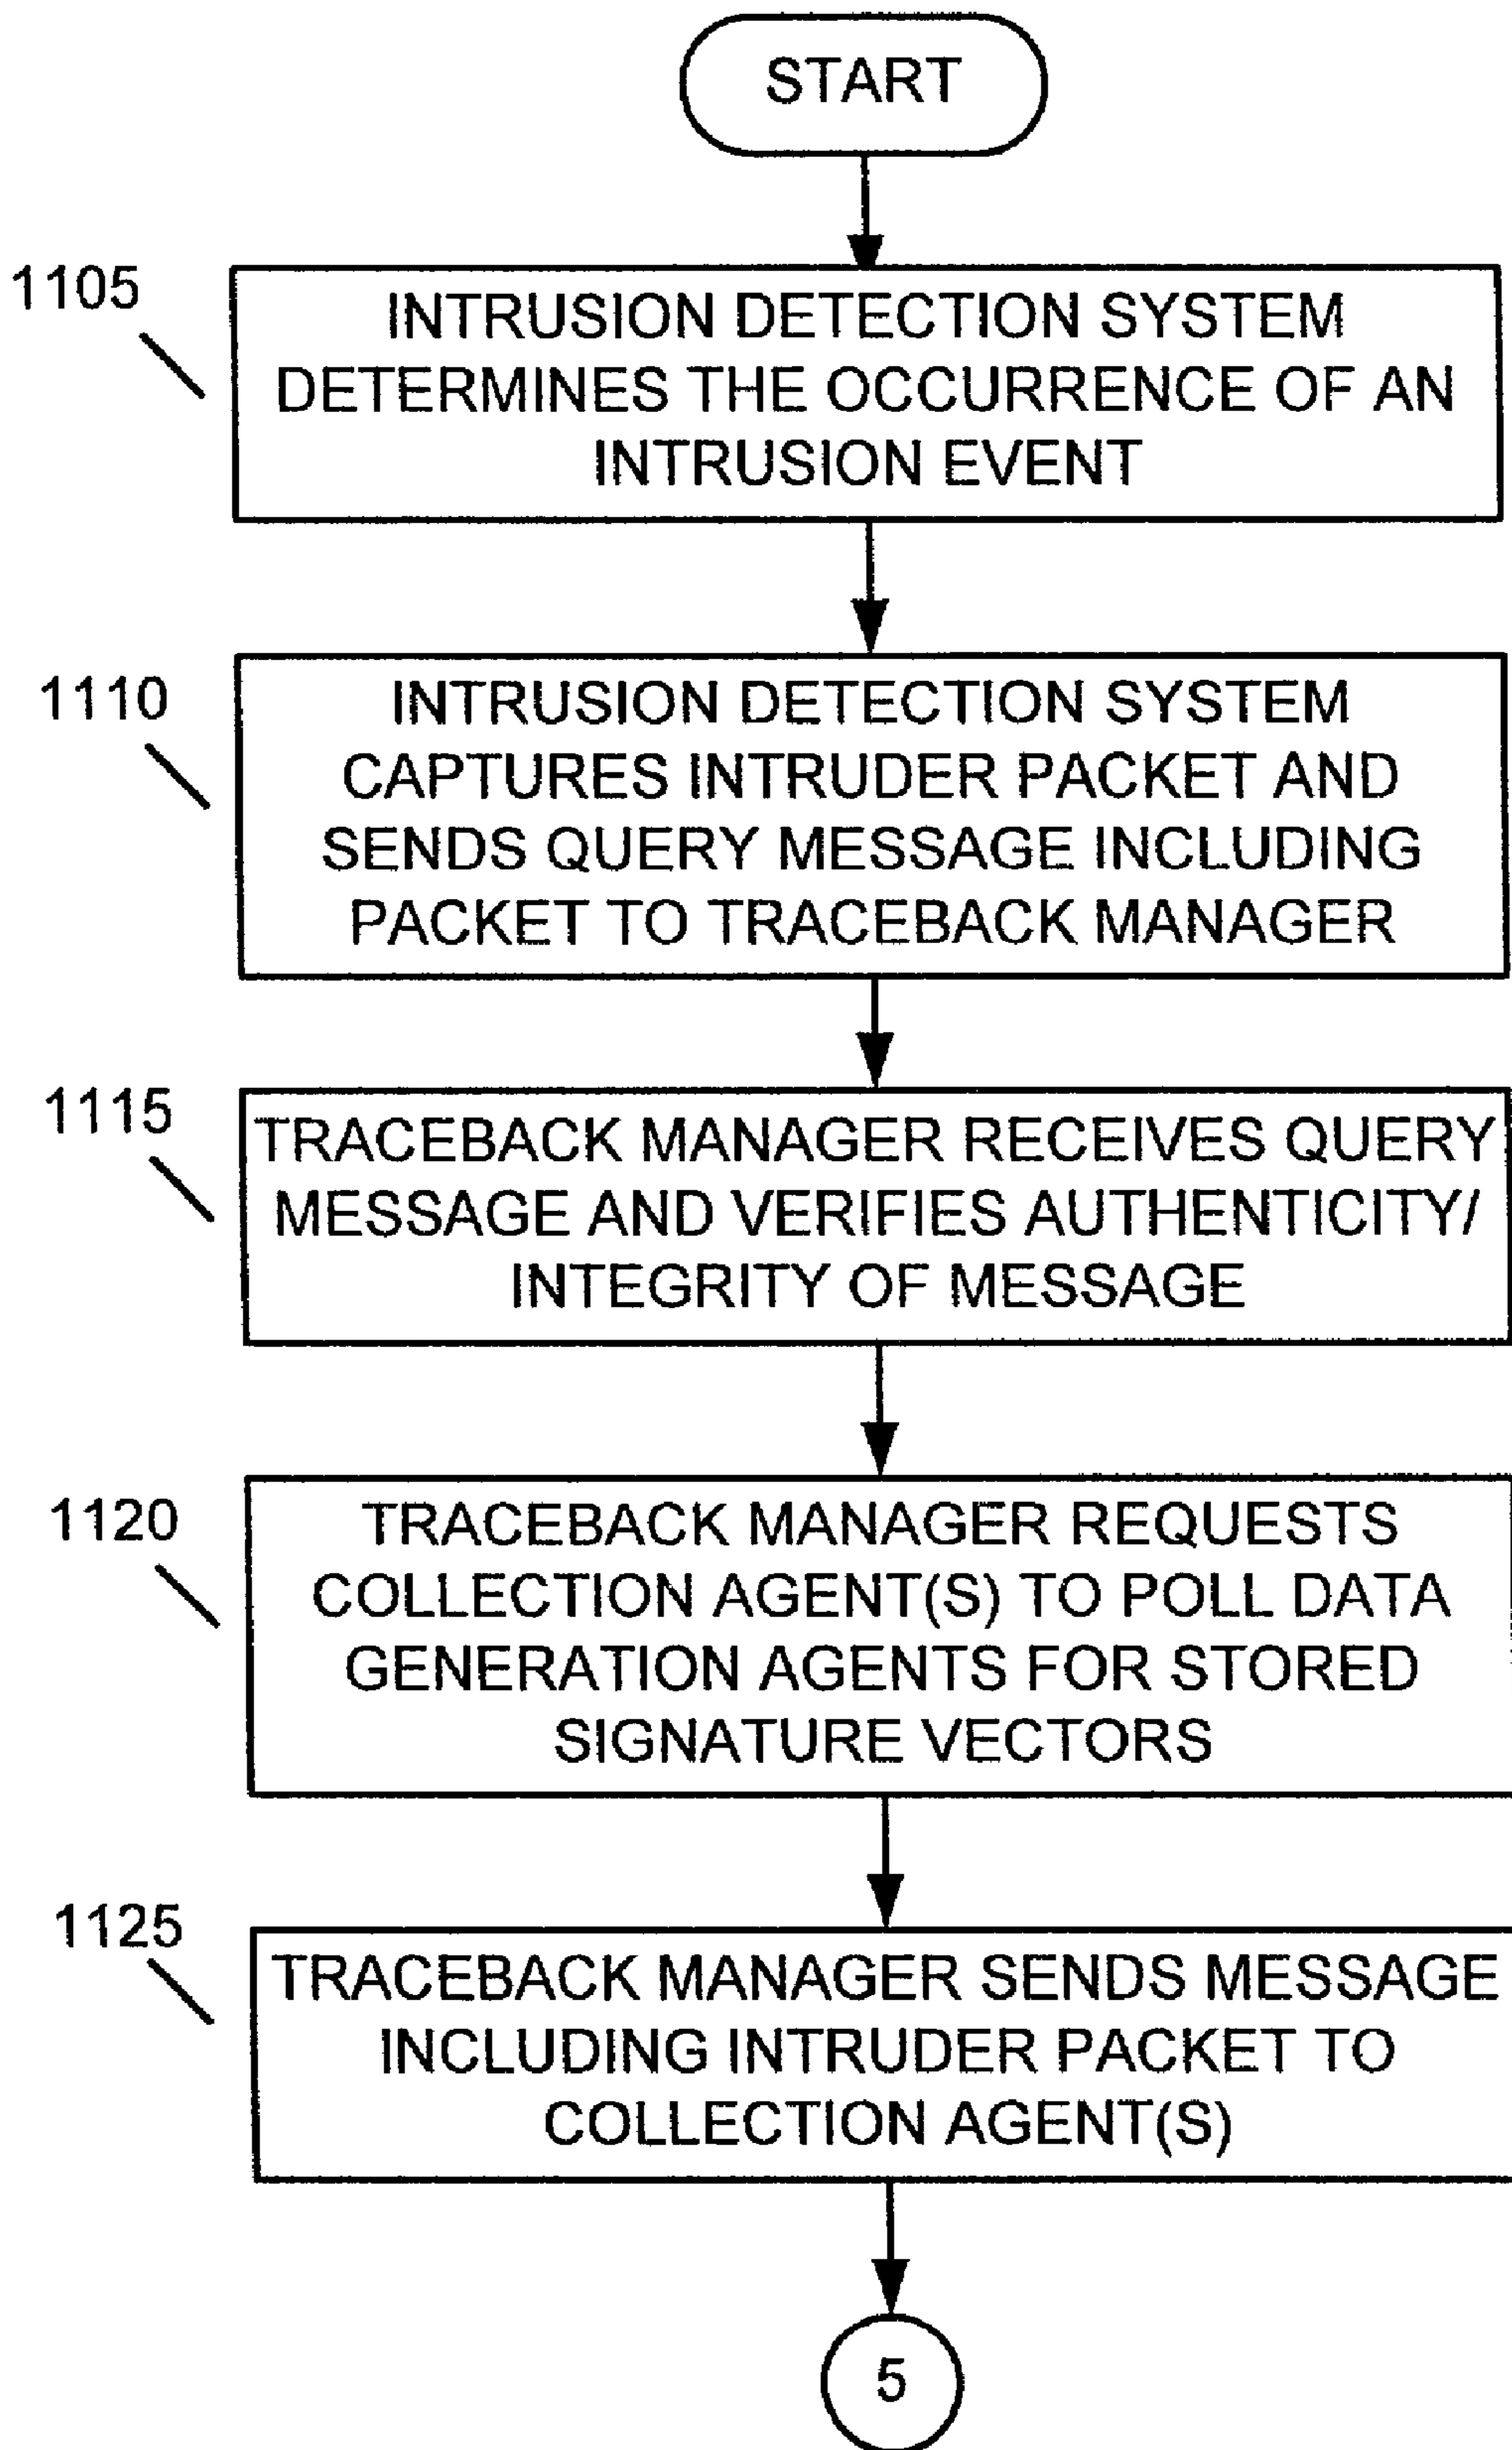 START
1105
INTRUSION DETECTION SYSTEM
DETERMINES THE OCCURRENCE OF AN
INTRUSION EVENT
1110
INTRUSION DETECTION SYSTEM
CAPTURES INTRUDER PACKET AND
SENDS QUERY MESSAGE INCLUDING
PACKET TO TRACEBACK MANAGER
1115
TRACEBACK MANAGER RECEIVES QUERY
MESSAGE AND VERIFIES AUTHENTICITY/
INTEGRITY OF MESSAGE
1120
TRACEBACK MANAGER REQUESTS
COLLECTION AGENT(S) TO POLL DATA
GENERATION AGENTS FOR STORED
SIGNATURE VECTORS
1125
TRACEBACK MANAGER SENDS MESSAGE
INCLUDING INTRUDER PACKET TO
COLLECTION AGENT(S)
5